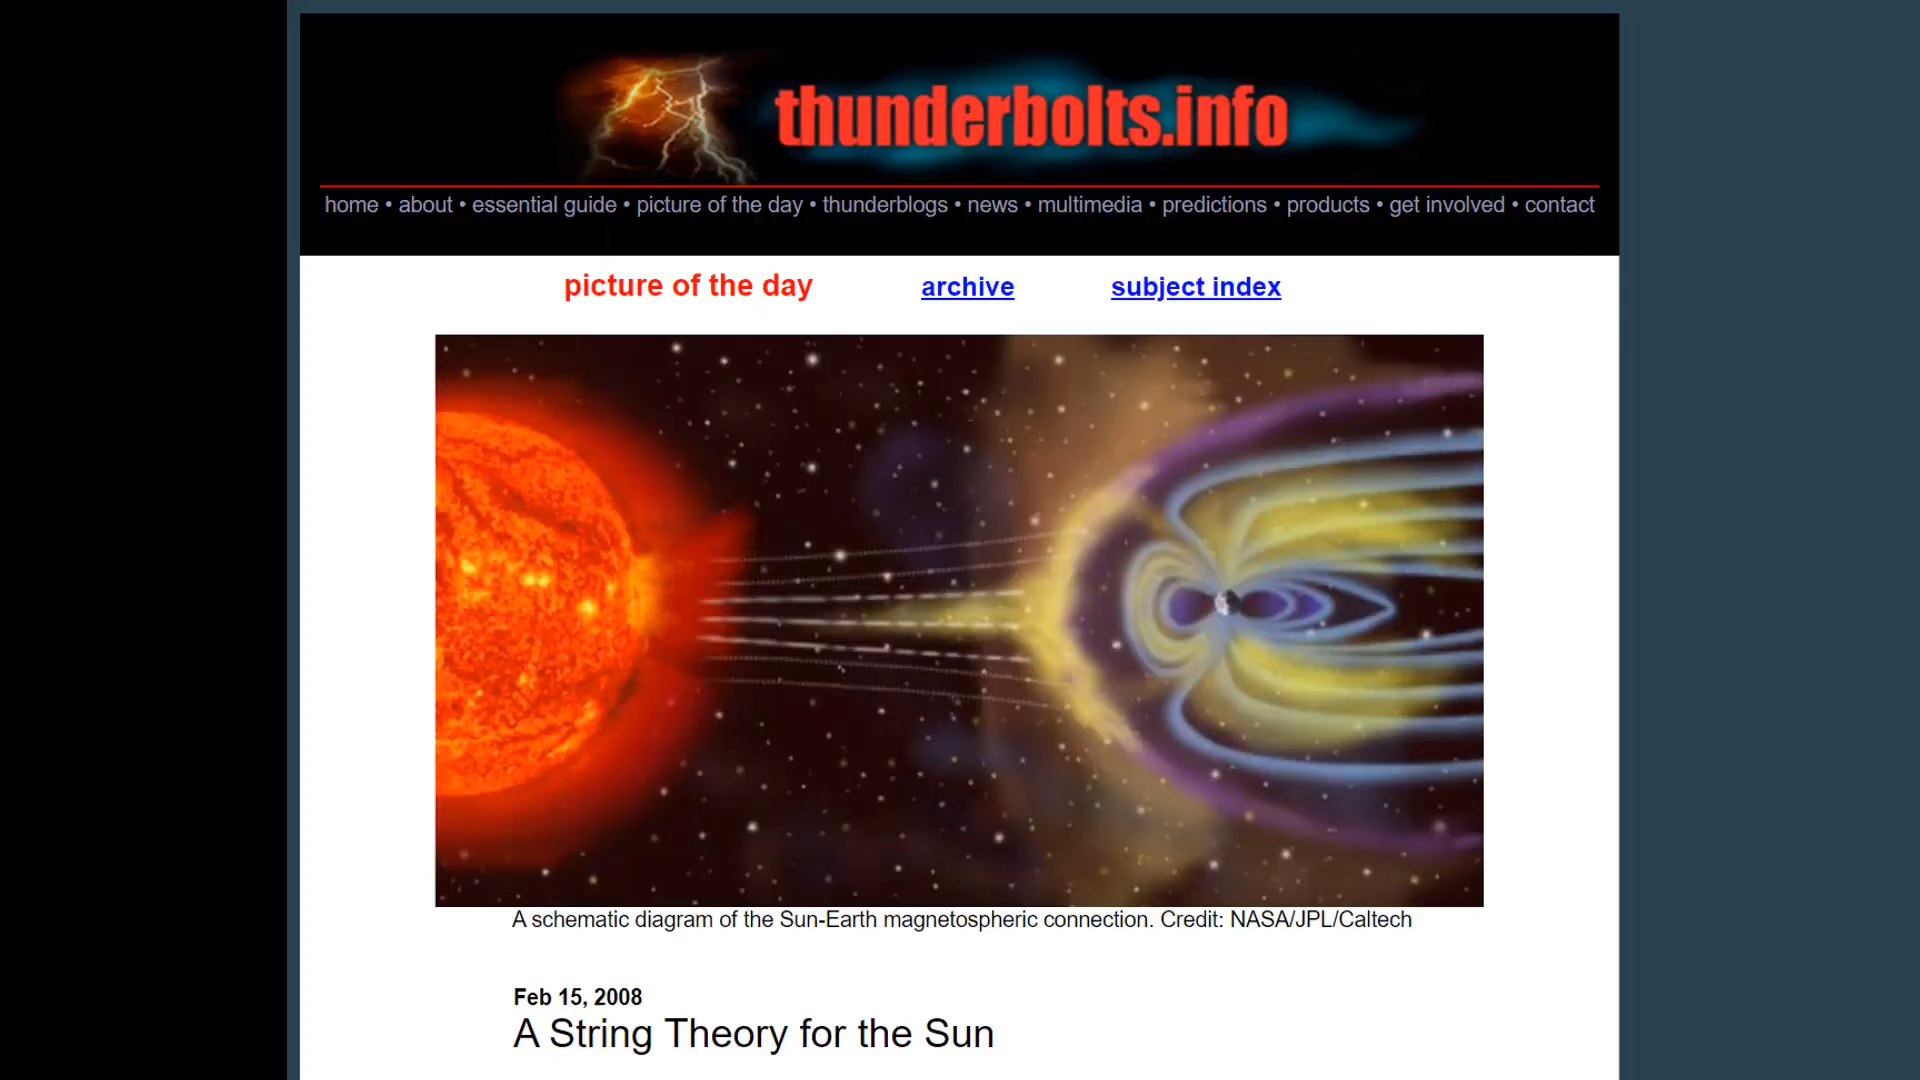 thunderbolts.info
home • about • essential guide • picture of the day • thunderblogs • news • multimedia • predictions • products • get involved • contact
picture of the day archive subject index
A schematic diagram of the Sun-Earth magnetospheric connection. Credit: NASA/JPL/Caltech
Feb 15, 2008
A String Theory for the Sun